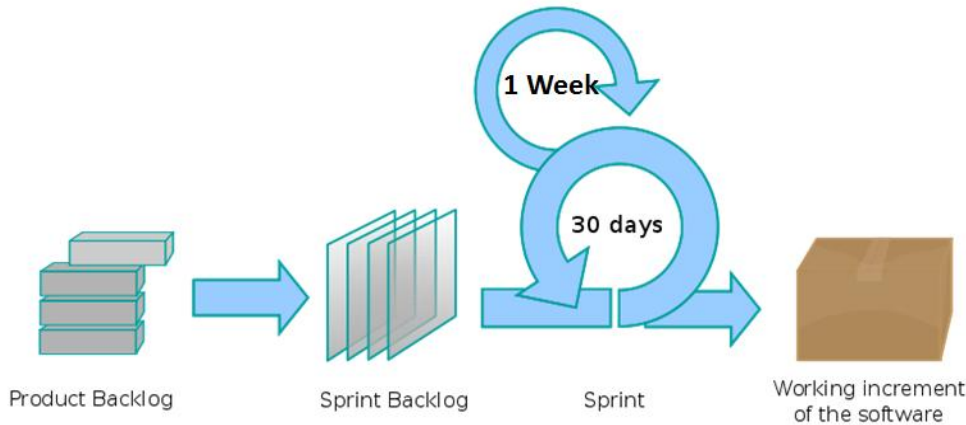 1 Week
30 days
Product Backlog
Sprint Backlog
Sprint
Working increment
of the software